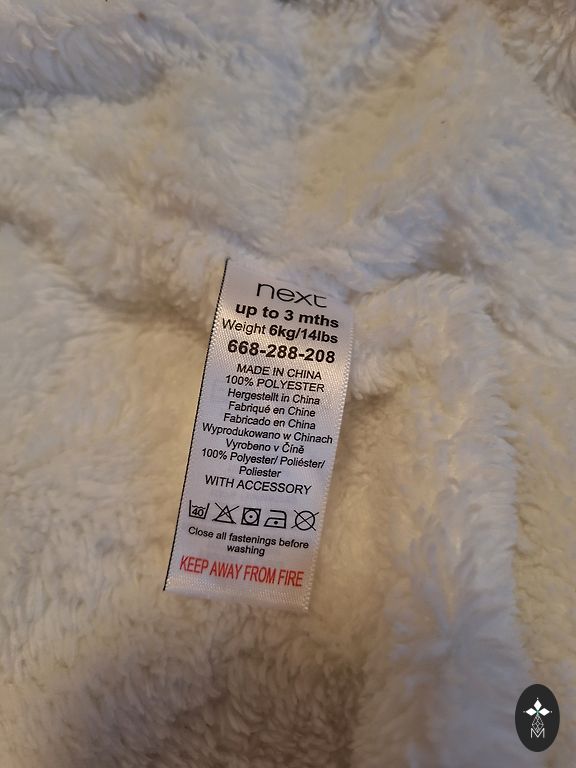 next
up to 3 mths
Weight 6kg/14lbs
668-288-208
MADE IN CHINA
100% POLYESTER
Hergestellt in China
Fabriqué en Chine
Fabricado en China
Wyprodukowano w Chinach
Vyrobeno v Číně
100% Polyester/ Poliéster/
Poliester
WITH ACCESSORY
40
Close all fastenings before
washing
KEEP AWAY FROM FIRE
M